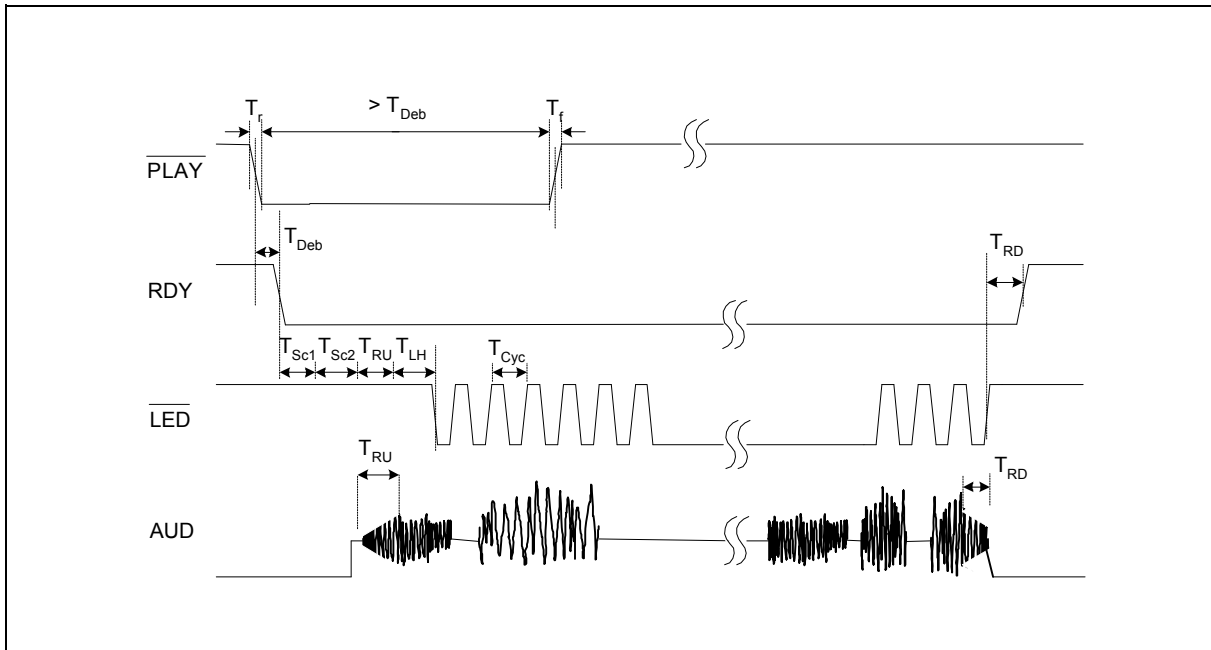 Tr > TDeb Tf
PLAY
TDeb
TRD
RDY
TSc1 TSc2 TRU TLH TCyc
LED
TRU
TRD
AUD